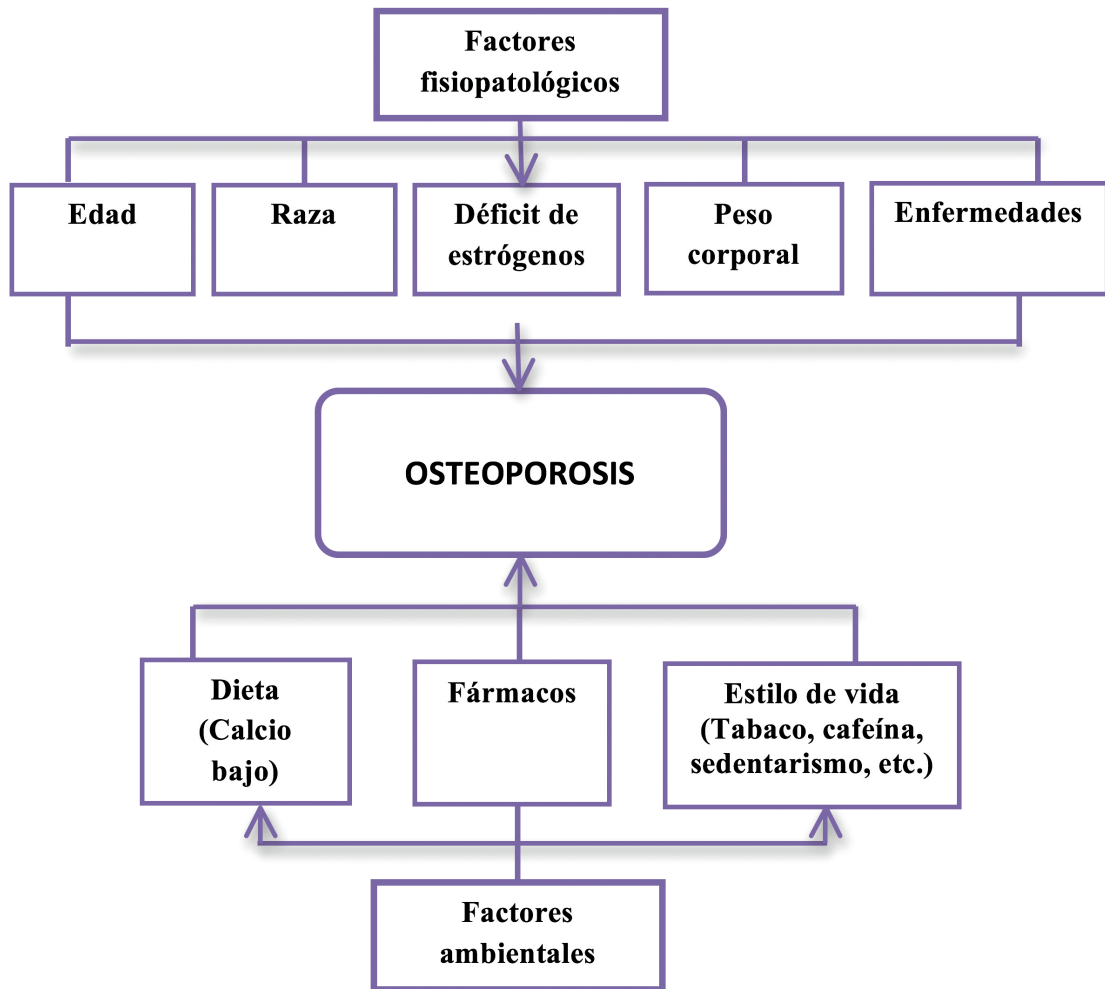 Factores
fisiopatológicos
Edad
Raza
Déficit de
estrógenos
Peso
corporal
Enfermedades
OSTEOPOROSIS
Dieta
(Calcio
bajo)
Fármacos
Estilo de vida
(Tabaco, cafeína,
sedentarismo, etc.)
Factores
ambientales